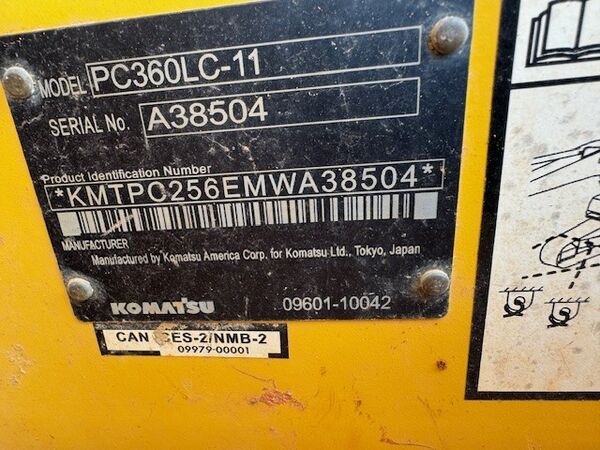 MODEL PC360LC-11
SERIAL No. A38504
Product Identification Number
*KMTPC256EMWA38504*
MANUFACTURER
Manufactured by Komatsu America Corp. for Komatsu Ltd., Tokyo, Japan
KOMATSU 09601-10042
CAN ICES-2/NMB-2
09979-00001